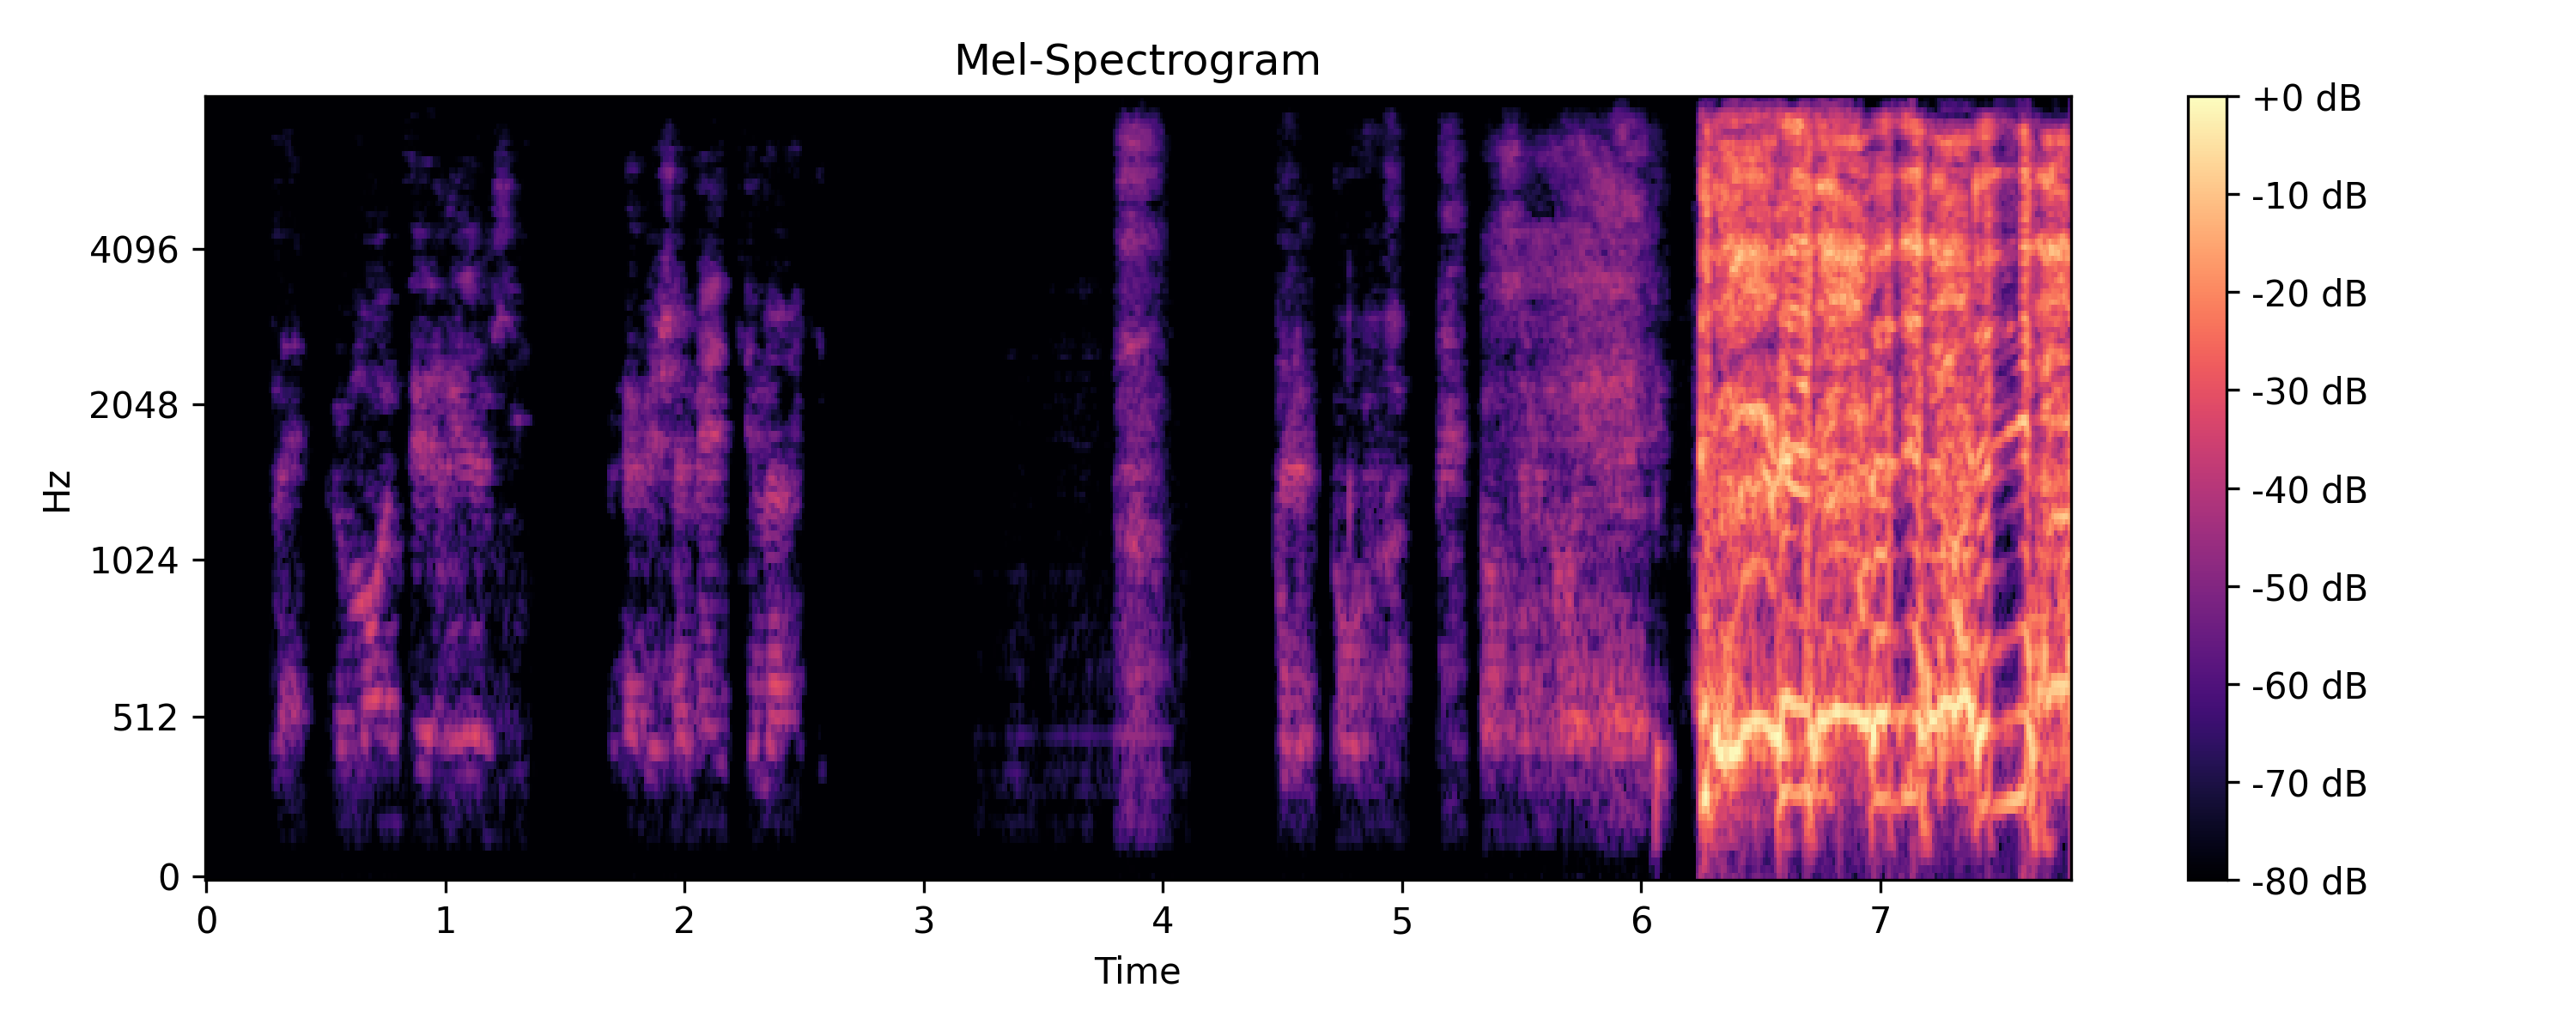 Mel-Spectrogram
+0 dB
4096
-10 dB
-20 dB
2048
-30 dB
Hz
-40 dB
1024
-50 dB
512
-60 dB
-70 dB
0
-80 dB
0 1 2 3 4 5 6 7
Time